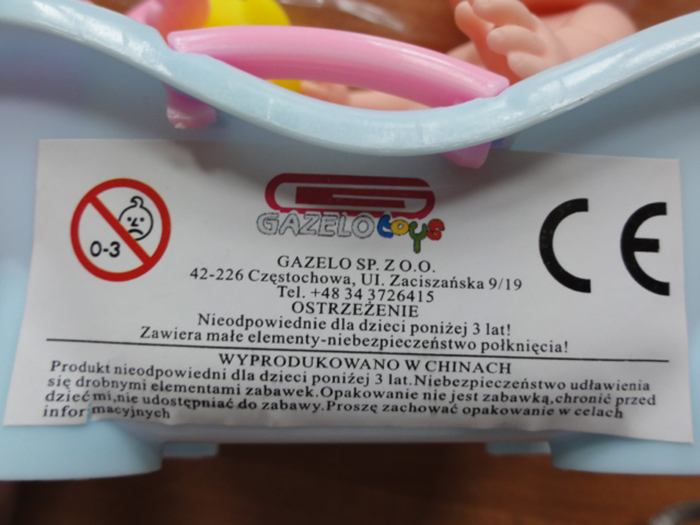 0-3
GAZELO toys
CE
GAZELO SP. Z O.O.
42-226 Częstochowa, Ul. Zaciszańska 9/19
Tel. +48 34 3726415
OSTRZEŻENIE
Nieodpowiednie dla dzieci poniżej 3 lat!
Zawiera małe elementy-niebezpieczeństwo połknięcia!
WYPRODUKOWANO W CHINACH
Produkt nieodpowiedni dla dzieci poniżej 3 lat.Niebezpieczeństwo udławienia
się drobnymi elementami zabawek.Opakowanie nie jest zabawką,chronić przed
dziećmi,nie udostępniać do zabawy.Proszę zachować opakowanie w celach
infor macyjnych